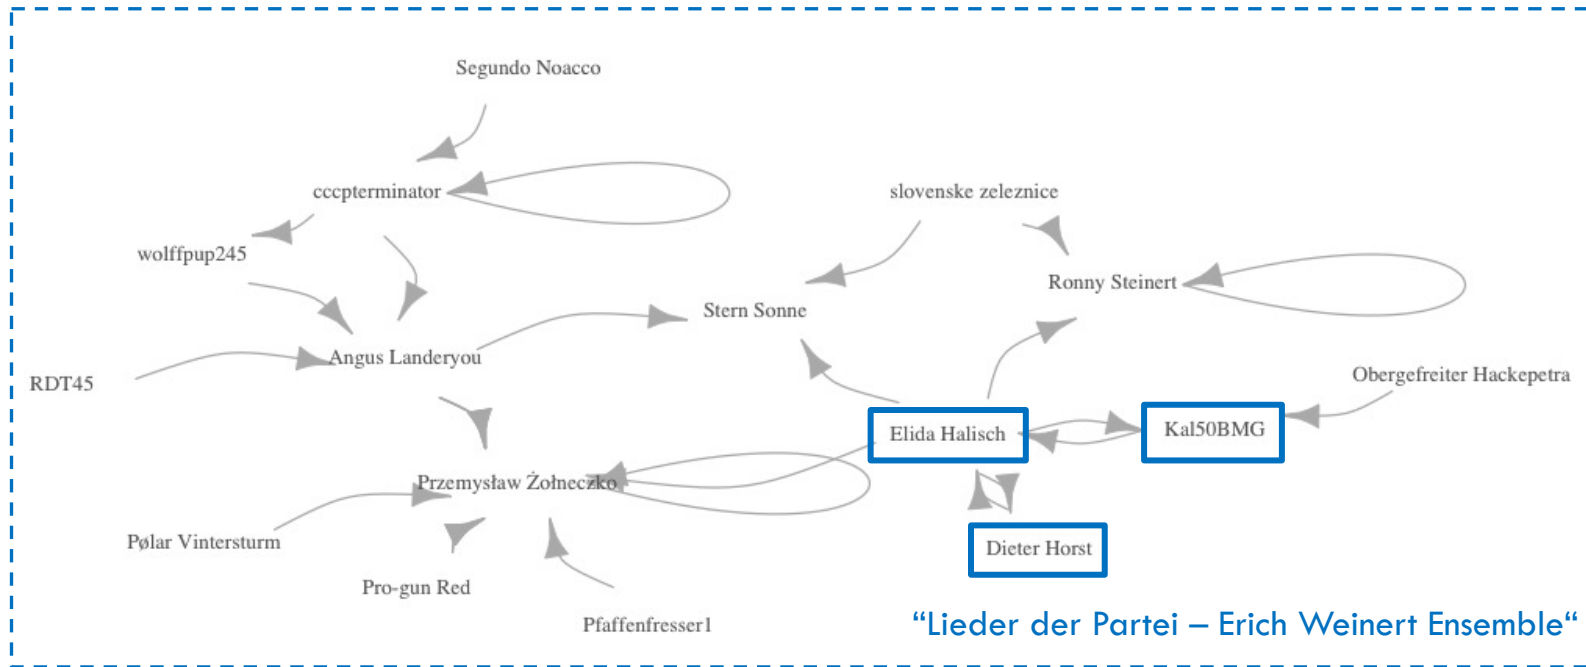 Segundo Noacco
cccpterminator
slovenske zeleznice
wolffpup245
Ronny Steinert
Stern Sonne
Angus Landeryou
RDT45
Obergefreiter Hackepetra
Elida Halisch
Kal50BMG
Przemysław Żołneczko
Pølar Vintersturm
Dieter Horst
Pro-gun Red
Pfaffenfresser1
“Lieder der Partei – Erich Weinert Ensemble“